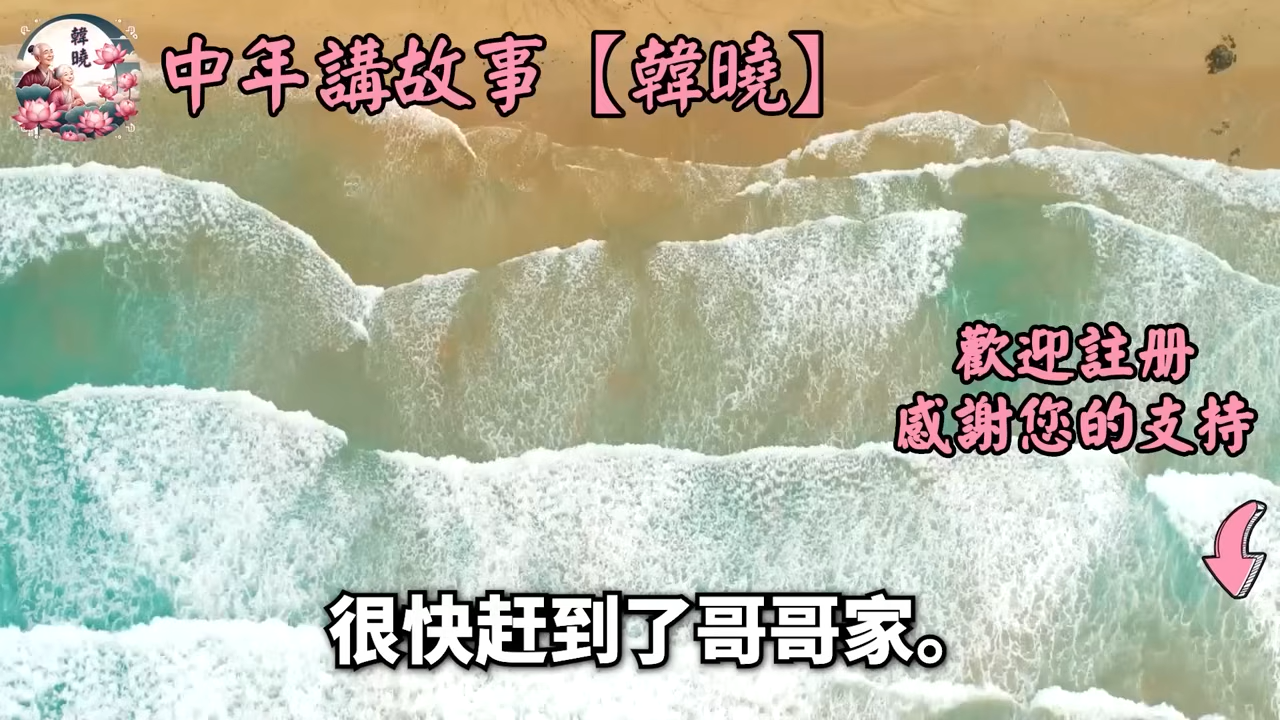 韓
曉
中年講故事【韓曉】
歡迎註册
感謝您的支持
很快赶到了哥哥家。